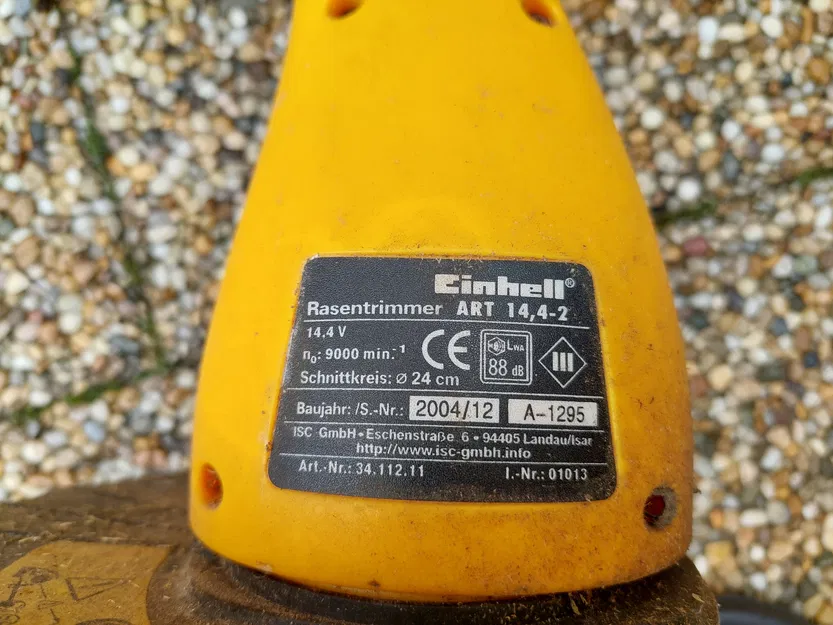 Einhell®
Rasentrimmer ART 14,4-2
14.4 V
n₀: 9000 min.⁻¹
Schnittkreis: ⌀ 24 cm
CE
LWA
88 dB
III
Baujahr: /S.-Nr.: 2004/12 A-1295
ISC GmbH•Eschenstraße 6 • 94405 Landau/Isar
http://www.isc-gmbh.info
Art.-Nr.: 34.112.11 I.-Nr.: 01013